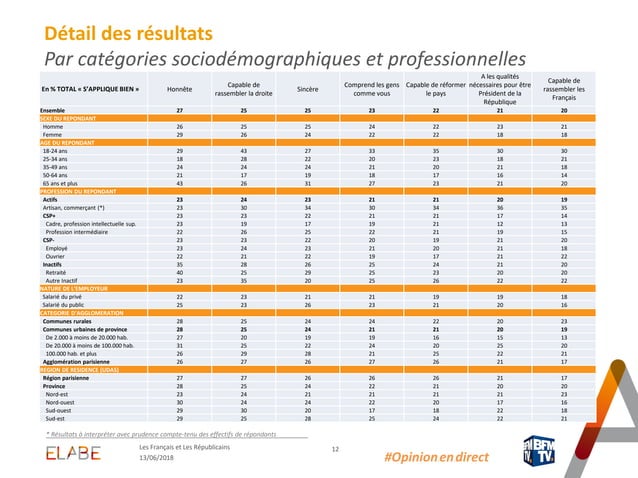 Détail des résultats
Par catégories sociodémographiques et professionnelles
En % TOTAL « S'APPLIQUE BIEN » Honnête Capable de rassembler la droite Sincère Comprend les gens comme vous Capable de réformer le pays A les qualités nécessaires pour être Président de la République Capable de rassembler les Français
Ensemble 27 25 25 23 22 21 20
SEXE DU REPONDANT
Homme 26 25 25 24 22 23 21
Femme 29 26 24 22 22 18 18
AGE DU REPONDANT
18-24 ans 29 43 27 33 35 30 30
25-34 ans 18 28 22 20 23 18 21
35-49 ans 24 24 24 21 20 21 18
50-64 ans 21 17 19 18 17 16 14
65 ans et plus 43 26 31 27 23 21 20
PROFESSION DU REPONDANT
Actifs 23 24 23 21 21 20 19
Artisan, commerçant (*) 23 30 34 30 34 36 35
CSP+ 23 23 22 21 21 17 14
Cadre, profession intellectuelle sup. 23 19 17 19 21 12 13
Profession intermédiaire 22 26 25 22 21 19 15
CSP- 23 23 22 20 19 21 20
Employé 23 24 23 21 20 21 18
Ouvrier 22 21 22 19 17 21 22
Inactifs 35 28 26 25 24 21 20
Retraité 40 25 29 25 23 20 20
Autre Inactif 23 35 20 25 26 22 22
NATURE DE L'EMPLOYEUR
Salarié du privé 22 23 21 21 19 19 18
Salarié du public 25 23 26 23 21 20 16
CATEGORIE D'AGGLOMERATION
Communes rurales 28 25 24 24 22 20 23
Communes urbaines de province 28 25 24 21 21 20 19
De 2.000 à moins de 20.000 hab. 27 20 19 19 16 15 13
De 20.000 à moins de 100.000 hab. 31 25 22 24 20 25 20
100.000 hab. et plus 26 29 28 21 25 22 21
Agglomération parisienne 26 27 26 27 26 21 17
REGION DE RESIDENCE (UDA5)
Région parisienne 27 27 26 26 26 21 17
Province 28 25 24 22 21 20 20
Nord-est 23 24 21 21 21 21 23
Nord-ouest 30 24 24 22 20 17 16
Sud-ouest 29 30 20 17 18 22 18
Sud-est 29 25 28 25 24 22 21
* Résultats à interpréter avec prudence compte-tenu des effectifs de répondants
ELABE
Les Français et Les Républicains
13/06/2018
12
#Opinionendirect
BFM
TV.